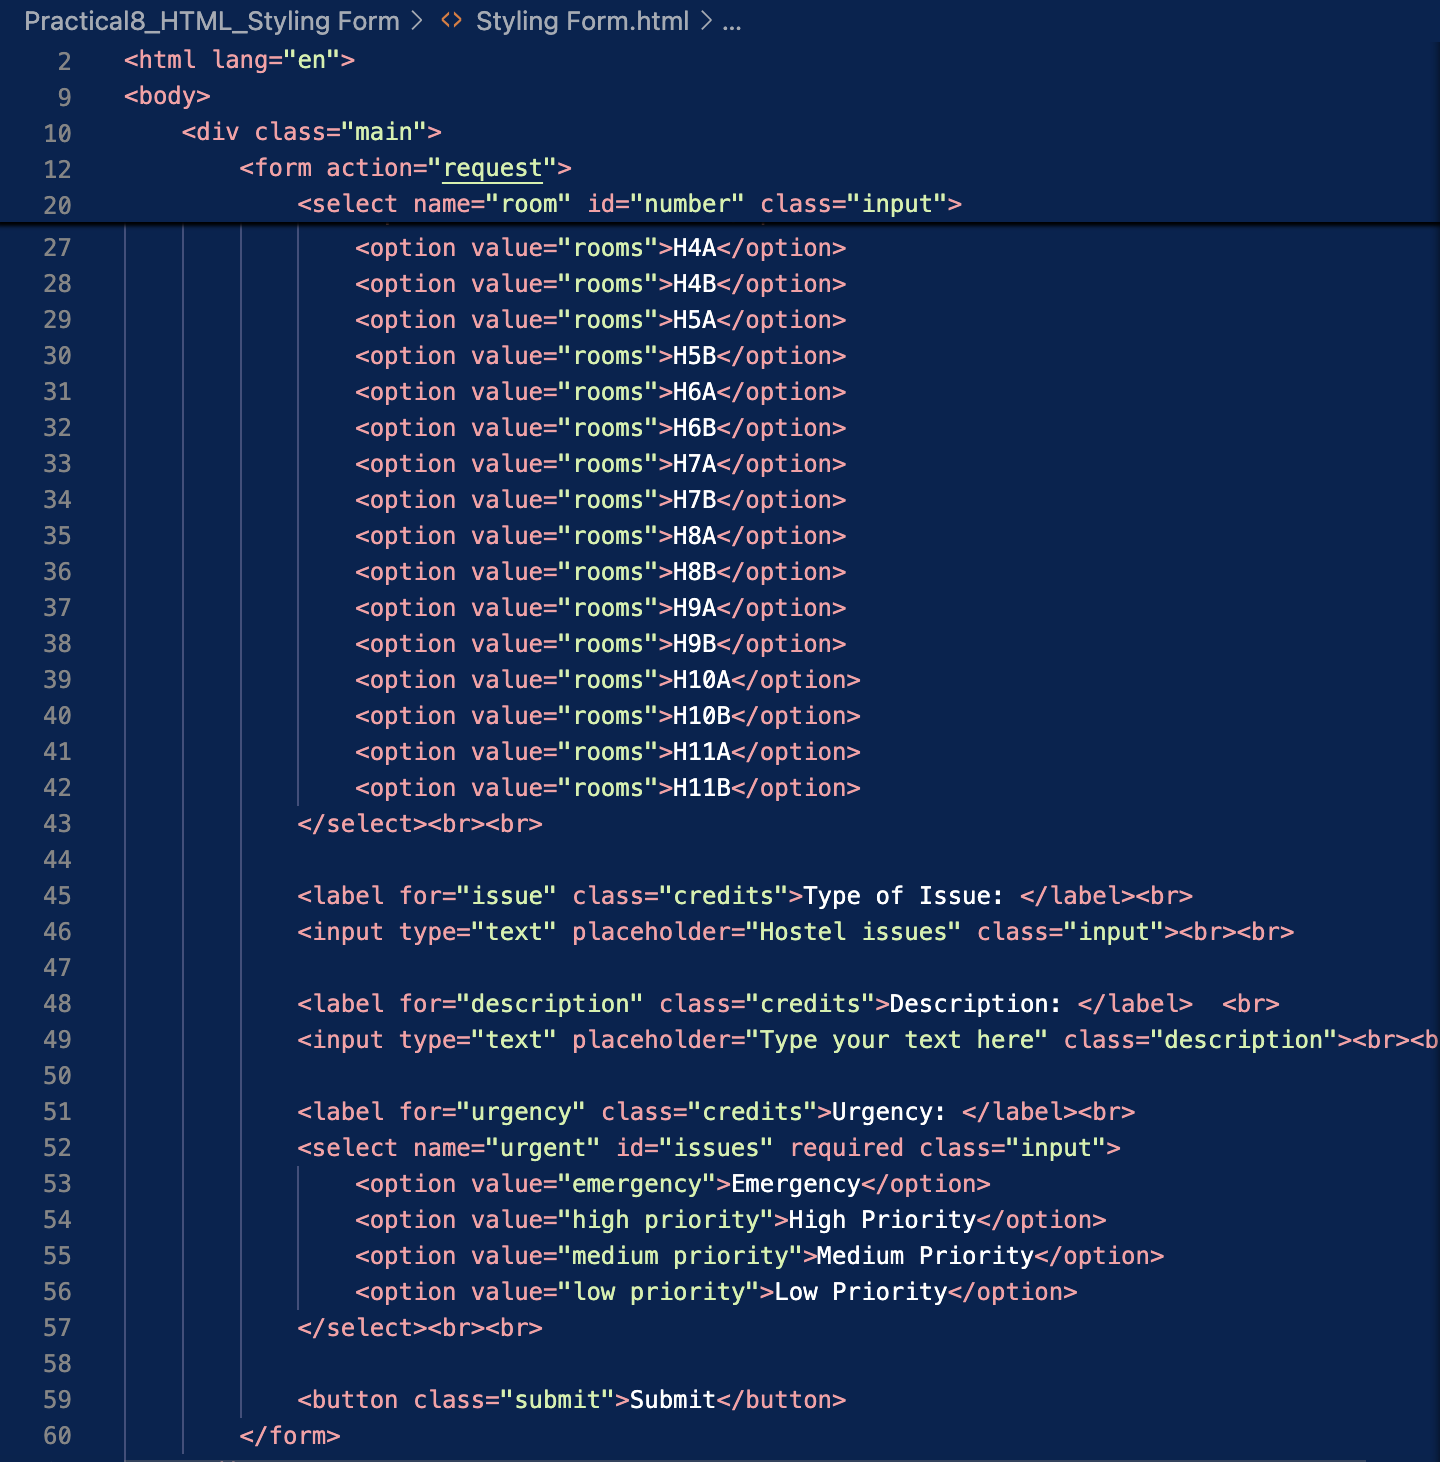 Practical8_HTML_Styling Form > <> Styling Form.html > ...
2 <html lang="en">
9 <body>
10 <div class="main">
12 <form action="request">
20 <select name="room" id="number" class="input">
27 <option value="rooms">H4A</option>
28 <option value="rooms">H4B</option>
29 <option value="rooms">H5A</option>
30 <option value="rooms">H5B</option>
31 <option value="rooms">H6A</option>
32 <option value="rooms">H6B</option>
33 <option value="rooms">H7A</option>
34 <option value="rooms">H7B</option>
35 <option value="rooms">H8A</option>
36 <option value="rooms">H8B</option>
37 <option value="rooms">H9A</option>
38 <option value="rooms">H9B</option>
39 <option value="rooms">H10A</option>
40 <option value="rooms">H10B</option>
41 <option value="rooms">H11A</option>
42 <option value="rooms">H11B</option>
43 </select><br><br>
44
45 <label for="issue" class="credits">Type of Issue: </label><br>
46 <input type="text" placeholder="Hostel issues" class="input"><br><br>
47
48 <label for="description" class="credits">Description: </label>  <br>
49 <input type="text" placeholder="Type your text here" class="description"><br><b
50
51 <label for="urgency" class="credits">Urgency: </label><br>
52 <select name="urgent" id="issues" required class="input">
53 <option value="emergency">Emergency</option>
54 <option value="high priority">High Priority</option>
55 <option value="medium priority">Medium Priority</option>
56 <option value="low priority">Low Priority</option>
57 </select><br><br>
58
59 <button class="submit">Submit</button>
60 </form>